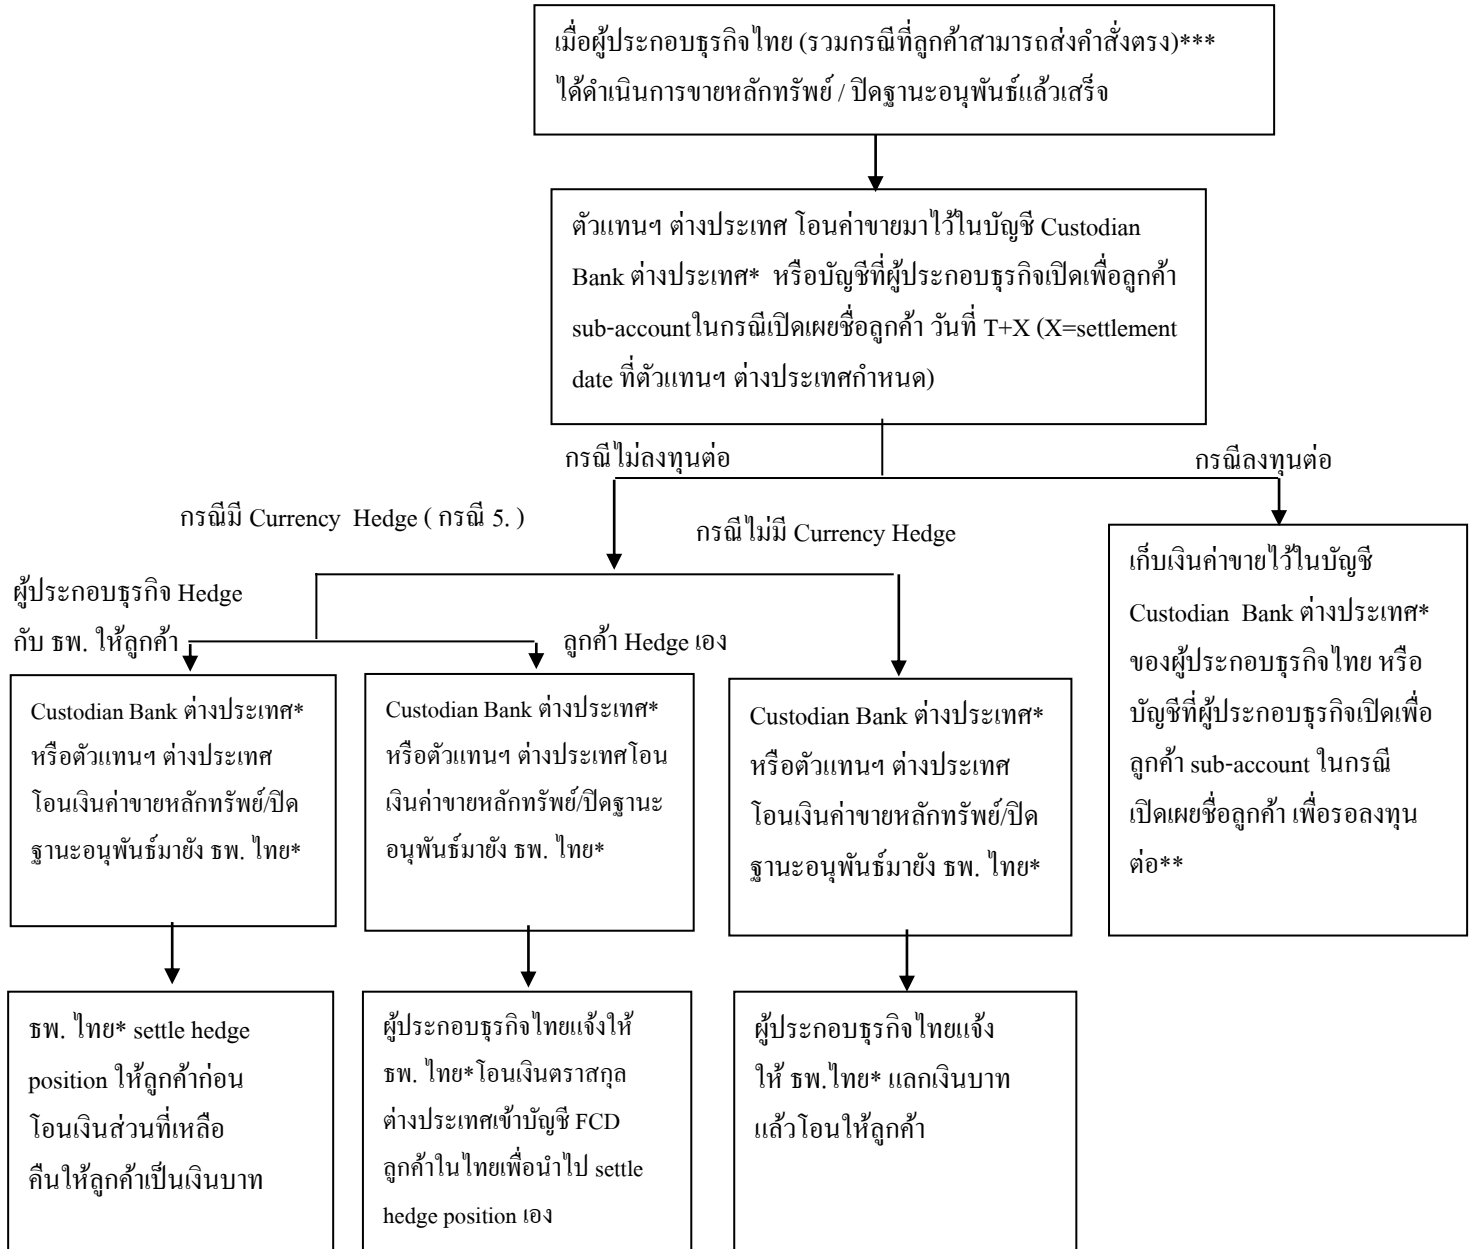 เมื่อผู้ประกอบธุรกิจไทย (รวมกรณีที่ลูกค้าสามารถส่งคำสั่งตรง)***
ได้ดำเนินการขายหลักทรัพย์ / ปิดฐานะอนุพันธ์แล้วเสร็จ
ตัวแทนฯ ต่างประเทศ โอนค่าขายมาไว้ในบัญชี Custodian
Bank ต่างประเทศ* หรือบัญชีที่ผู้ประกอบธุรกิจเปิดเพื่อลูกค้า
sub-accountในกรณีเปิดเผยชื่อลูกค้า วันที่ T+X (X=settlement
date ที่ตัวแทนฯ ต่างประเทศกำหนด)
กรณีไม่ลงทุนต่อ
กรณีลงทุนต่อ
กรณีมี Currency Hedge ( กรณี 5. )
กรณีไม่มี Currency Hedge
ผู้ประกอบธุรกิจ Hedge
กับ ธพ. ให้ลูกค้า
ลูกค้า Hedge เอง
Custodian Bank ต่างประเทศ*
หรือตัวแทนฯ ต่างประเทศ
โอนเงินค่าขายหลักทรัพย์/ปิด
ฐานะอนุพันธ์มายัง ธพ. ไทย*
Custodian Bank ต่างประเทศ*
หรือตัวแทนฯ ต่างประเทศโอน
เงินค่าขายหลักทรัพย์/ปิดฐานะ
อนุพันธ์มายัง ธพ. ไทย*
Custodian Bank ต่างประเทศ*
หรือตัวแทนฯ ต่างประเทศ
โอนเงินค่าขายหลักทรัพย์/ปิด
ฐานะอนุพันธ์มายัง ธพ. ไทย*
เก็บเงินค่าขายไว้ในบัญชี
Custodian Bank ต่างประเทศ*
ของผู้ประกอบธุรกิจไทย หรือ
บัญชีที่ผู้ประกอบธุรกิจเปิดเพื่อ
ลูกค้า sub-account ในกรณี
เปิดเผยชื่อลูกค้า เพื่อรอลงทุน
ต่อ**
ธพ. ไทย* settle hedge
position ให้ลูกค้าก่อน
โอนเงินส่วนที่เหลือ
คืนให้ลูกค้าเป็นเงินบาท
ผู้ประกอบธุรกิจไทยแจ้งให้
ธพ. ไทย*โอนเงินตราสกุล
ต่างประเทศเข้าบัญชี FCD
ลูกค้าในไทยเพื่อนำไป settle
hedge position เอง
ผู้ประกอบธุรกิจไทยแจ้ง
ให้ ธพ.ไทย* แลกเงินบาท
แล้วโอนให้ลูกค้า